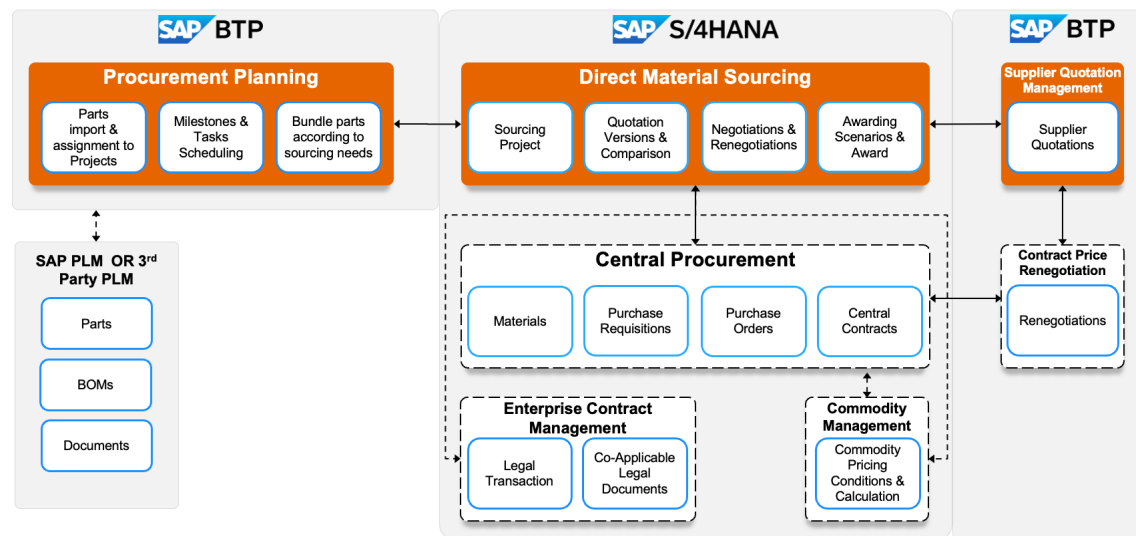 SAP BTP
Procurement Planning
Parts
import &
assignment to
Projects
Milestones &
Tasks
Scheduling
Bundle parts
according to
sourcing needs
SAP PLM OR 3rd
Party PLM
Parts
BOMs
Documents
SAP S/4HANA
Direct Material Sourcing
Sourcing
Project
Quotation
Versions &
Comparison
Negotiations &
Renegotiations
Awarding
Scenarios &
Award
Central Procurement
Materials
Purchase
Requisitions
Purchase
Orders
Central
Contracts
Enterprise Contract
Management
Legal
Transaction
Co-Applicable
Legal
Documents
Commodity
Management
Commodity
Pricing
Conditions &
Calculation
SAP BTP
Supplier Quotation
Management
Supplier
Quotations
Contract Price
Renegotiation
Renegotiations